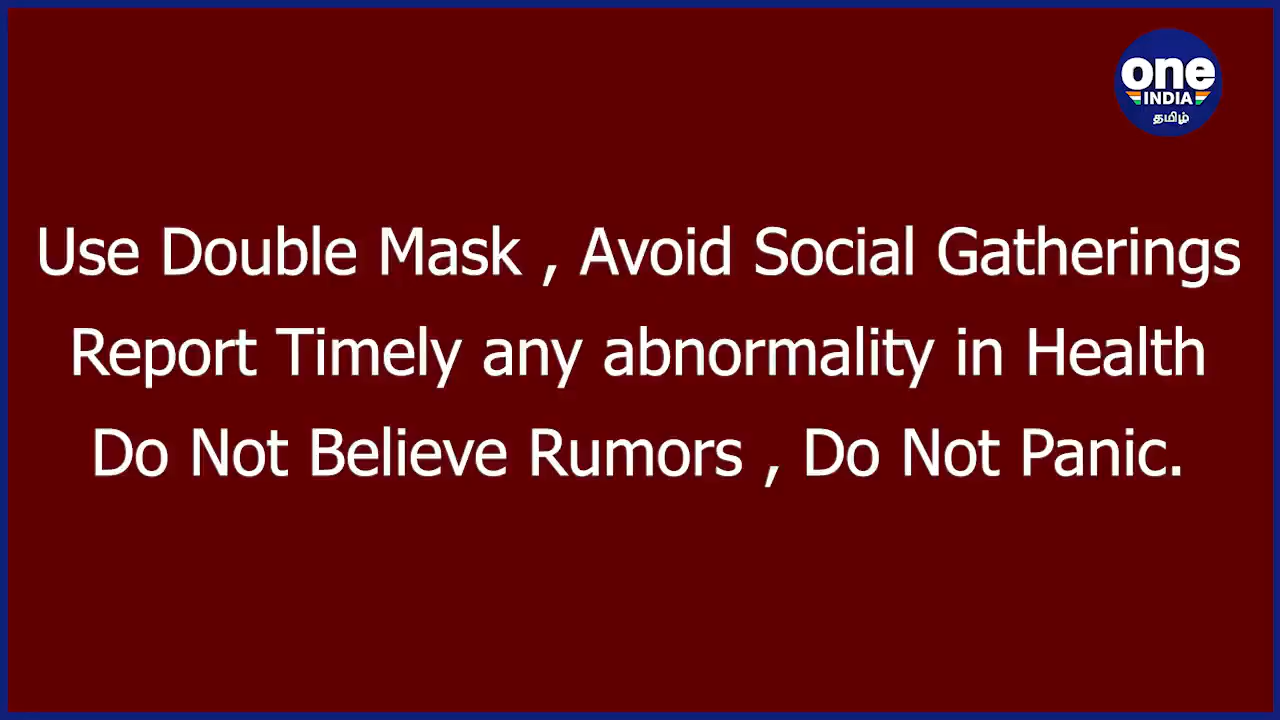 one
INDIA
தமிழ்
Use Double Mask , Avoid Social Gatherings
Report Timely any abnormality in Health
Do Not Believe Rumors , Do Not Panic.